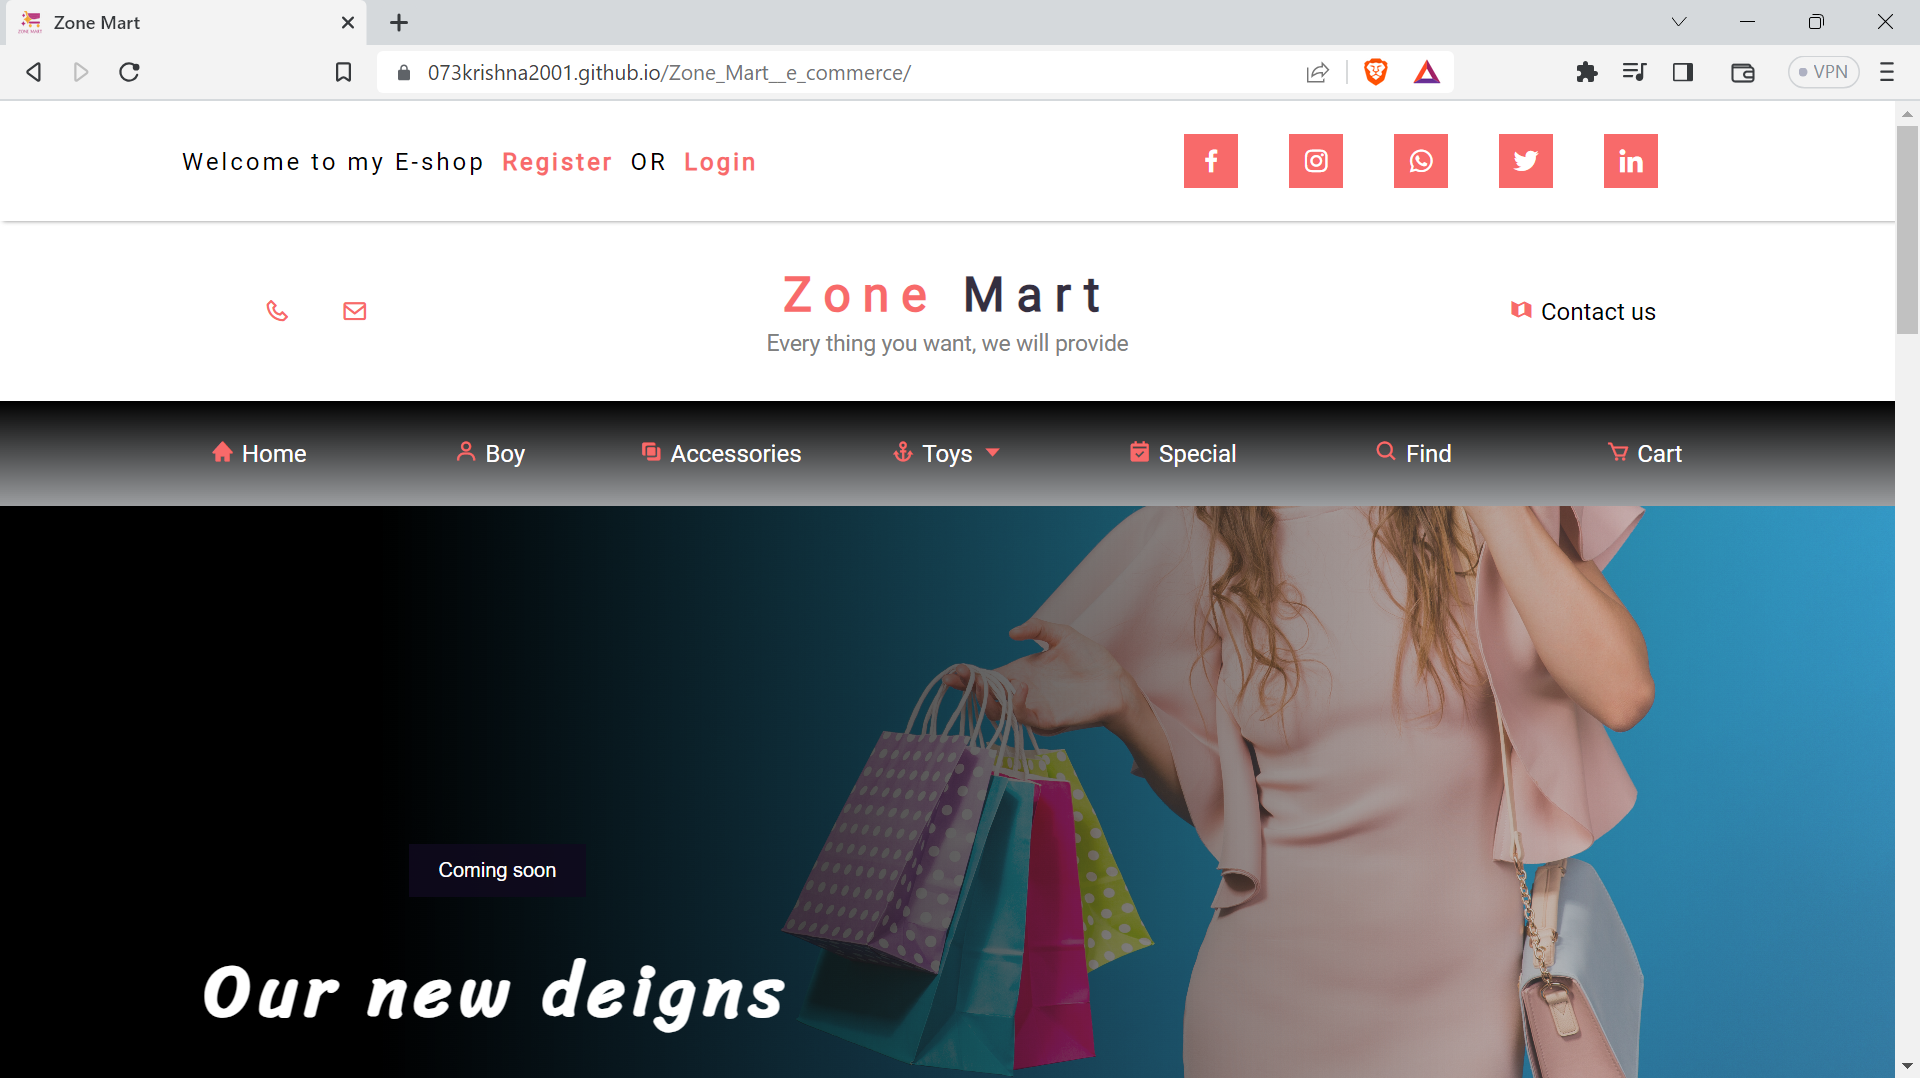 Zone Mart
073krishna2001.github.io/Zone_Mart__e_commerce/
VPN
Welcome to my E-shop Register OR Login
Zone Mart
Every thing you want, we will provide
Contact us
Home Boy Accessories Toys Special Find Cart
Coming soon
Our new deigns